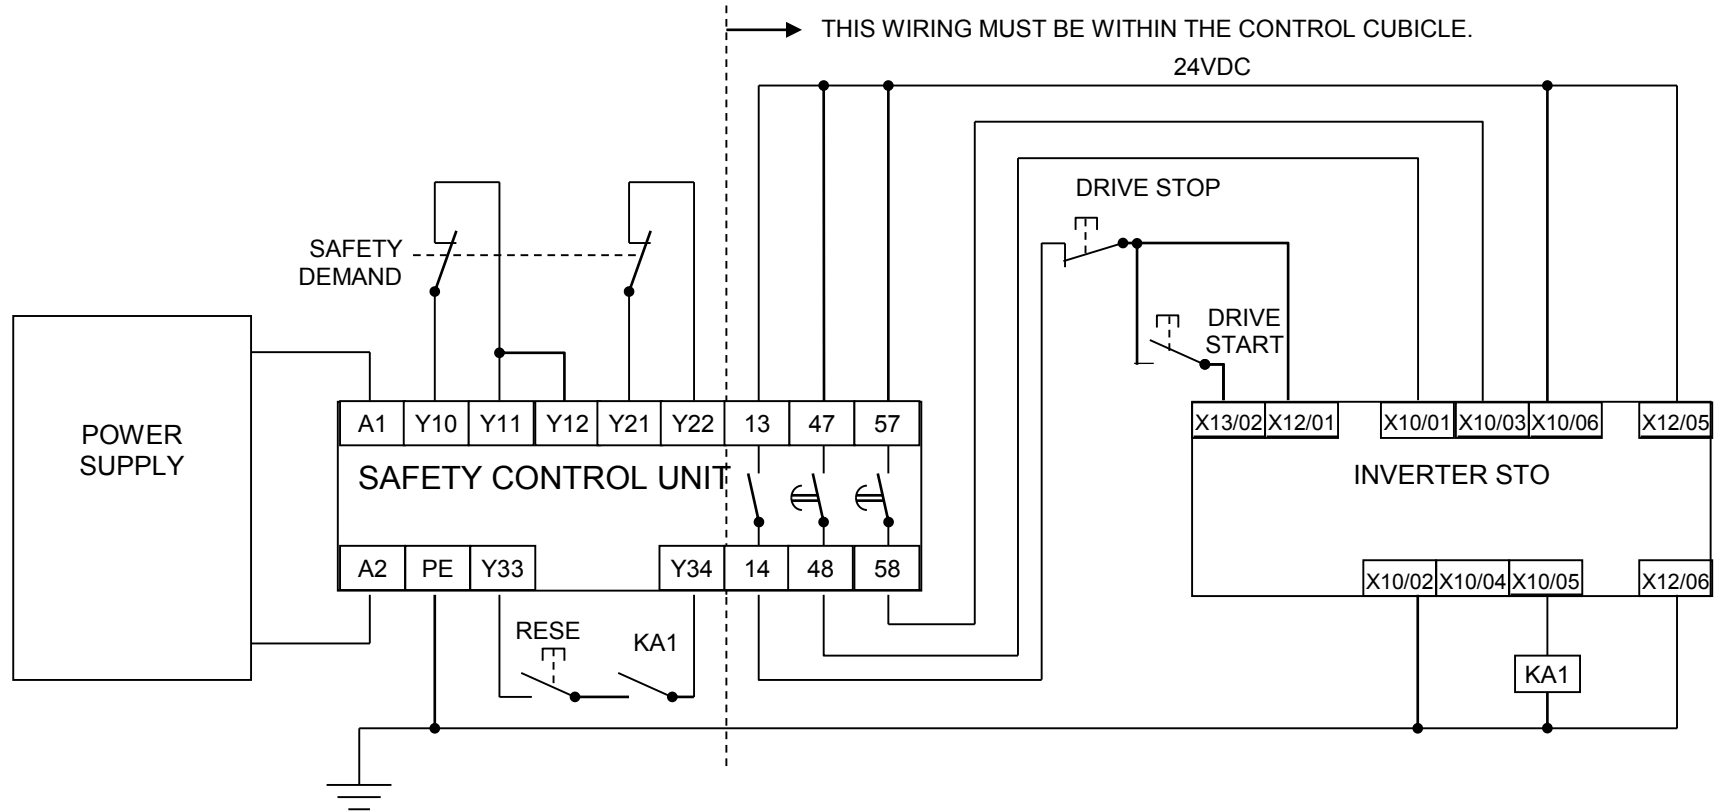 THIS WIRING MUST BE WITHIN THE CONTROL CUBICLE.
24VDC
DRIVE STOP
SAFETY
DEMAND
DRIVE
START
POWER
SUPPLY
A1 Y10 Y11 Y12 Y21 Y22 13 47 57
X13/02 X12/01 X10/01 X10/03 X10/06 X12/05
SAFETY CONTROL UNIT
INVERTER STO
A2 PE Y33 Y34 14 48 58
X10/02 X10/04 X10/05 X12/06
RESE
KA1
KA1